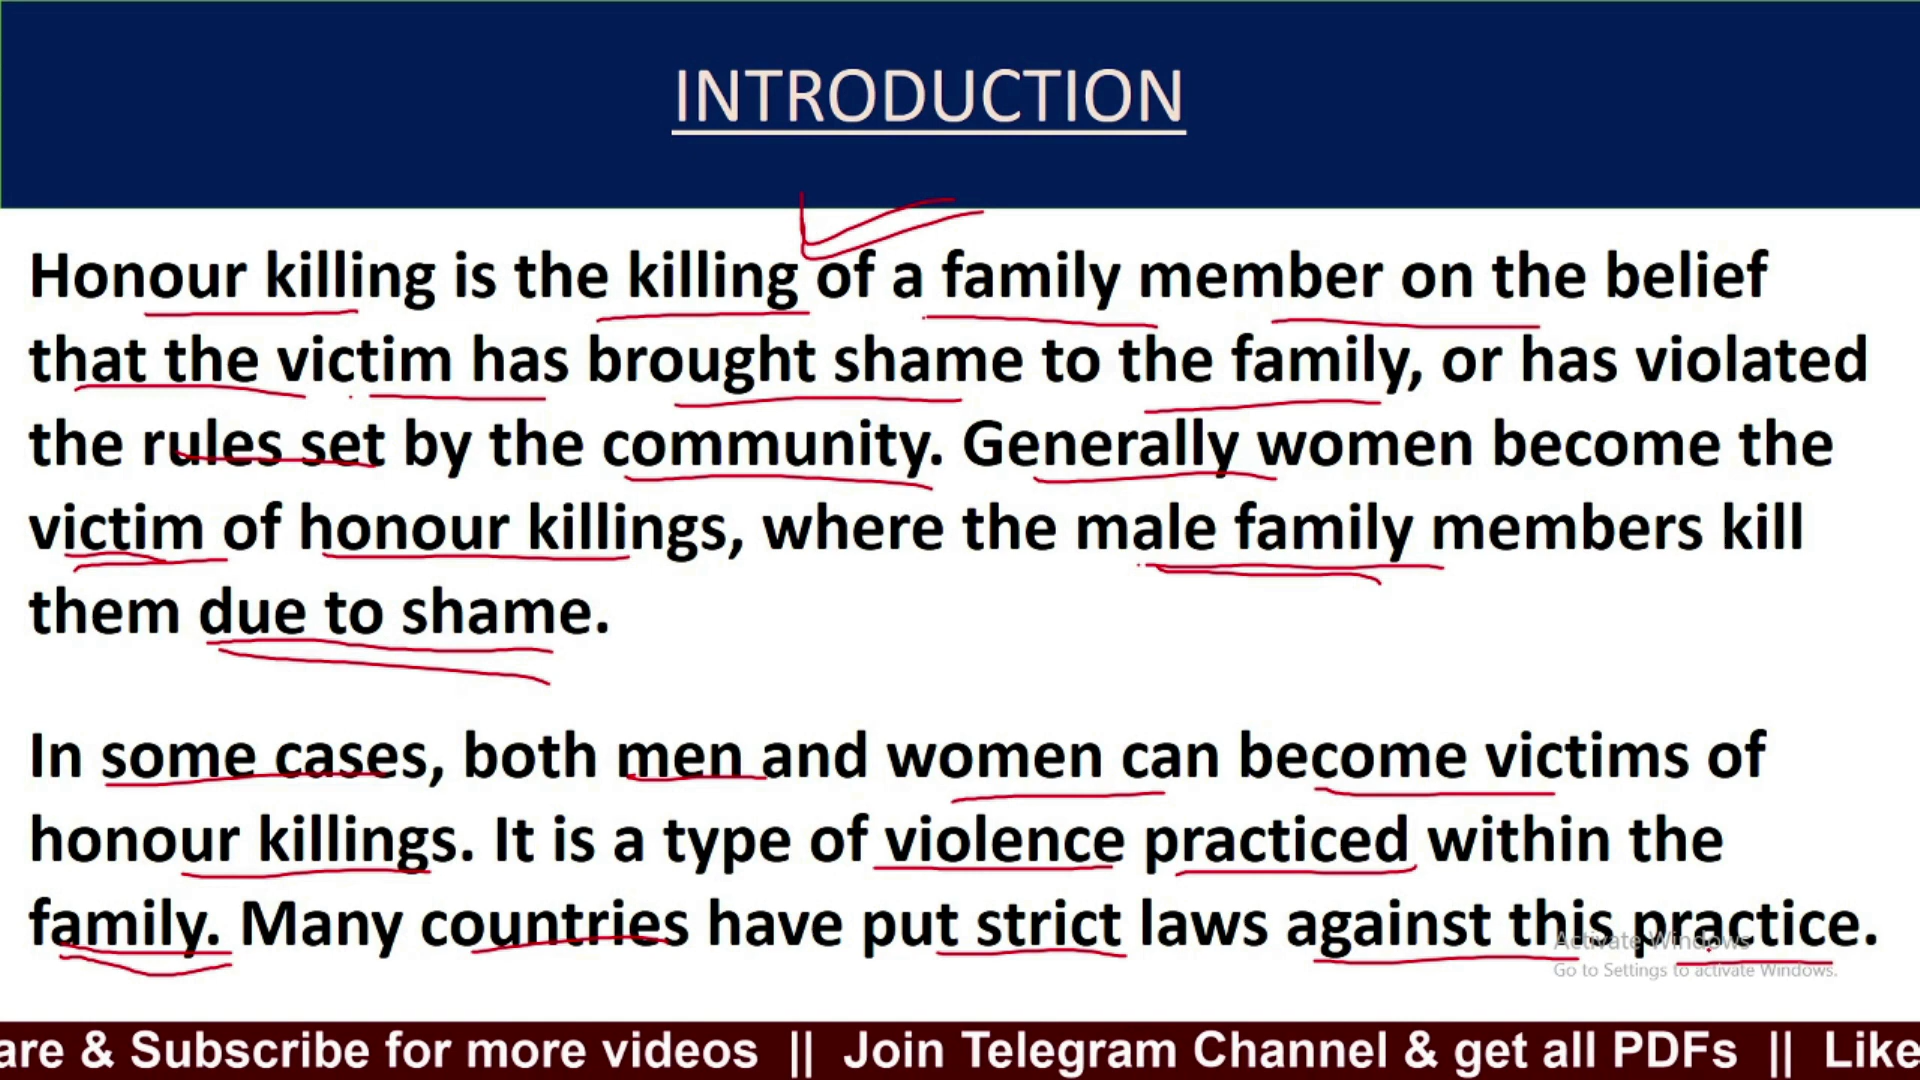 INTRODUCTION
Honour killing is the killing of a family member on the belief
that the victim has brought shame to the family, or has violated
the rules set by the community. Generally women become the
victim of honour killings, where the male family members kill
them due to shame.
In some cases, both men and women can become victims of
honour killings. It is a type of violence practiced within the
family. Many countries have put strict laws against this practice.
Activate Windows
Go to Settings to activate Windows.
are & Subscribe for more videos || Join Telegram Channel & get all PDFs || Like